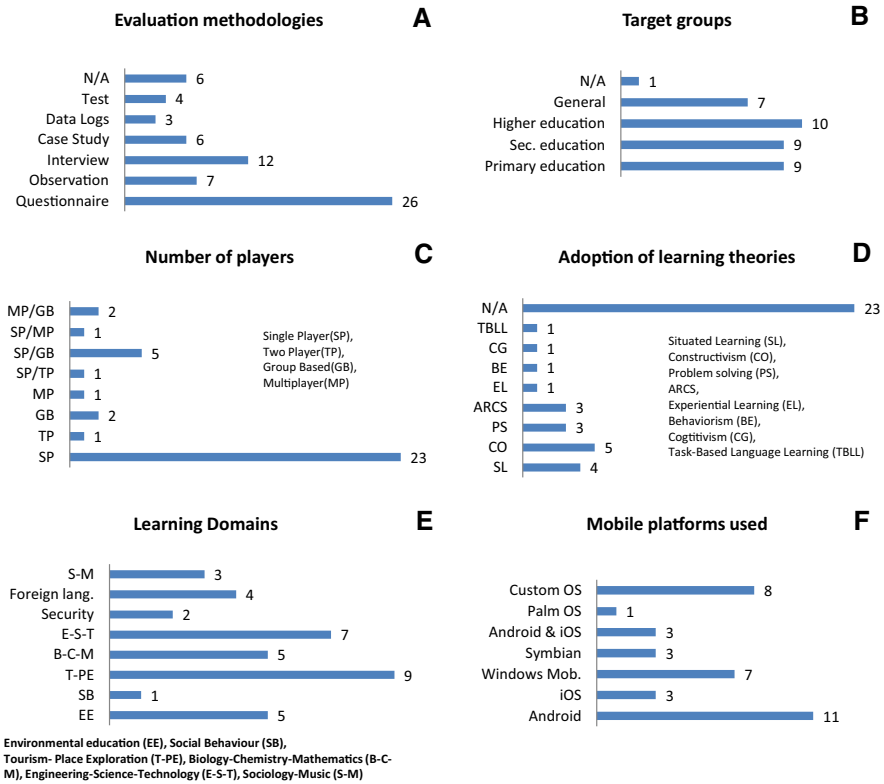 Evaluation methodologies
A
N/A 6
Test 4
Data Logs 3
Case Study 6
Interview 12
Observation 7
Questionnaire 26
Target groups
B
N/A 1
General 7
Higher education 10
Sec. education 9
Primary education 9
Number of players
C
MP/GB 2
SP/MP 1
SP/GB 5
SP/TP 1
MP 1
GB 2
TP 1
SP 23
Single Player(SP),
Two Player(TP),
Group Based(GB),
Multiplayer(MP)
Adoption of learning theories
D
N/A 23
TBLL 1
CG 1
BE 1
EL 1
ARCS 3
PS 3
CO 5
SL 4
Situated Learning (SL),
Constructivism (CO),
Problem solving (PS),
ARCS,
Experiential Learning (EL),
Behaviorism (BE),
Cogtitivism (CG),
Task-Based Language Learning (TBLL)
Learning Domains
E
S-M 3
Foreign lang. 4
Security 2
E-S-T 7
B-C-M 5
T-PE 9
SB 1
EE 5
Environmental education (EE), Social Behaviour (SB),
Tourism- Place Exploration (T-PE), Biology-Chemistry-Mathematics (B-C-
M), Engineering-Science-Technology (E-S-T), Sociology-Music (S-M)
Mobile platforms used
F
Custom OS 8
Palm OS 1
Android & iOS 3
Symbian 3
Windows Mob. 7
iOS 3
Android 11